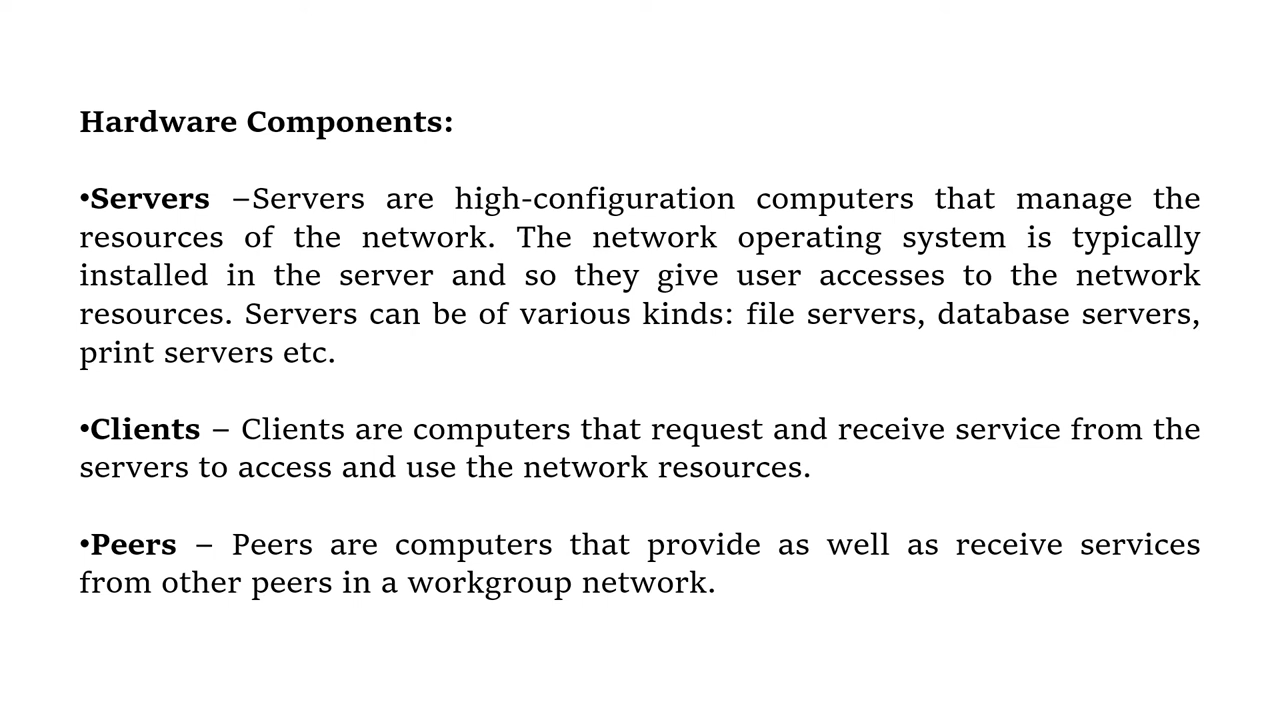 Hardware Components:
•Servers –Servers are high-configuration computers that manage the
resources of the network. The network operating system is typically
installed in the server and so they give user accesses to the network
resources. Servers can be of various kinds: file servers, database servers,
print servers etc.
•Clients – Clients are computers that request and receive service from the
servers to access and use the network resources.
•Peers – Peers are computers that provide as well as receive services
from other peers in a workgroup network.